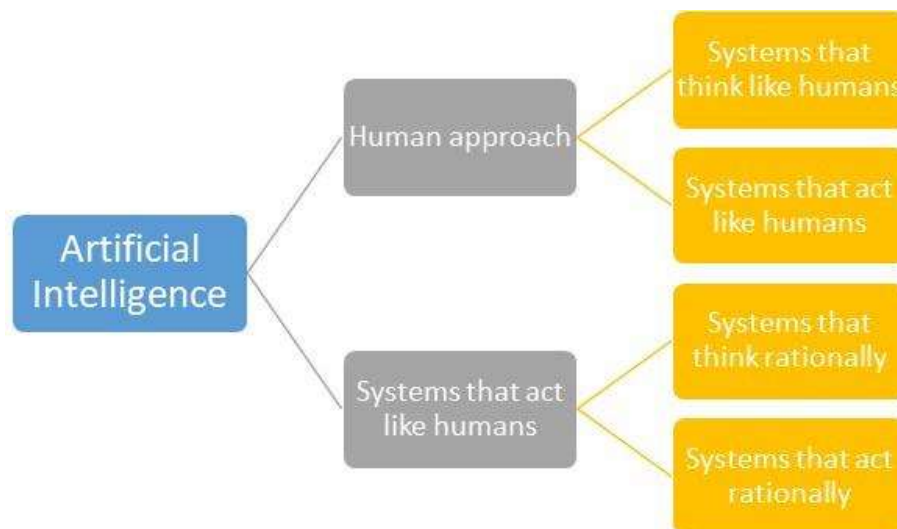 Artificial
Intelligence
Human approach
Systems that
think like humans
Systems that act
like humans
Systems that act
like humans
Systems that
think rationally
Systems that act
rationally